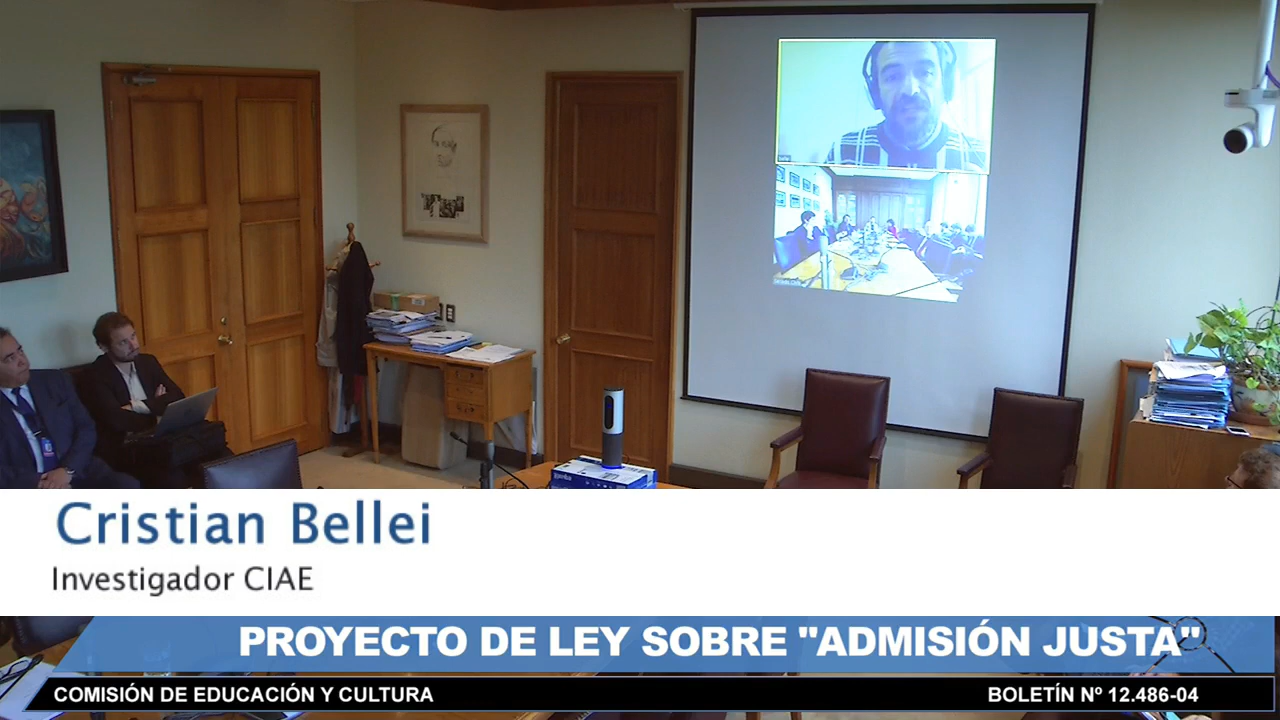 Cristian Bellei
Investigador CIAE
PROYECTO DE LEY SOBRE "ADMISIÓN JUSTA"
COMISIÓN DE EDUCACIÓN Y CULTURA
BOLETÍN Nº 12.486-04